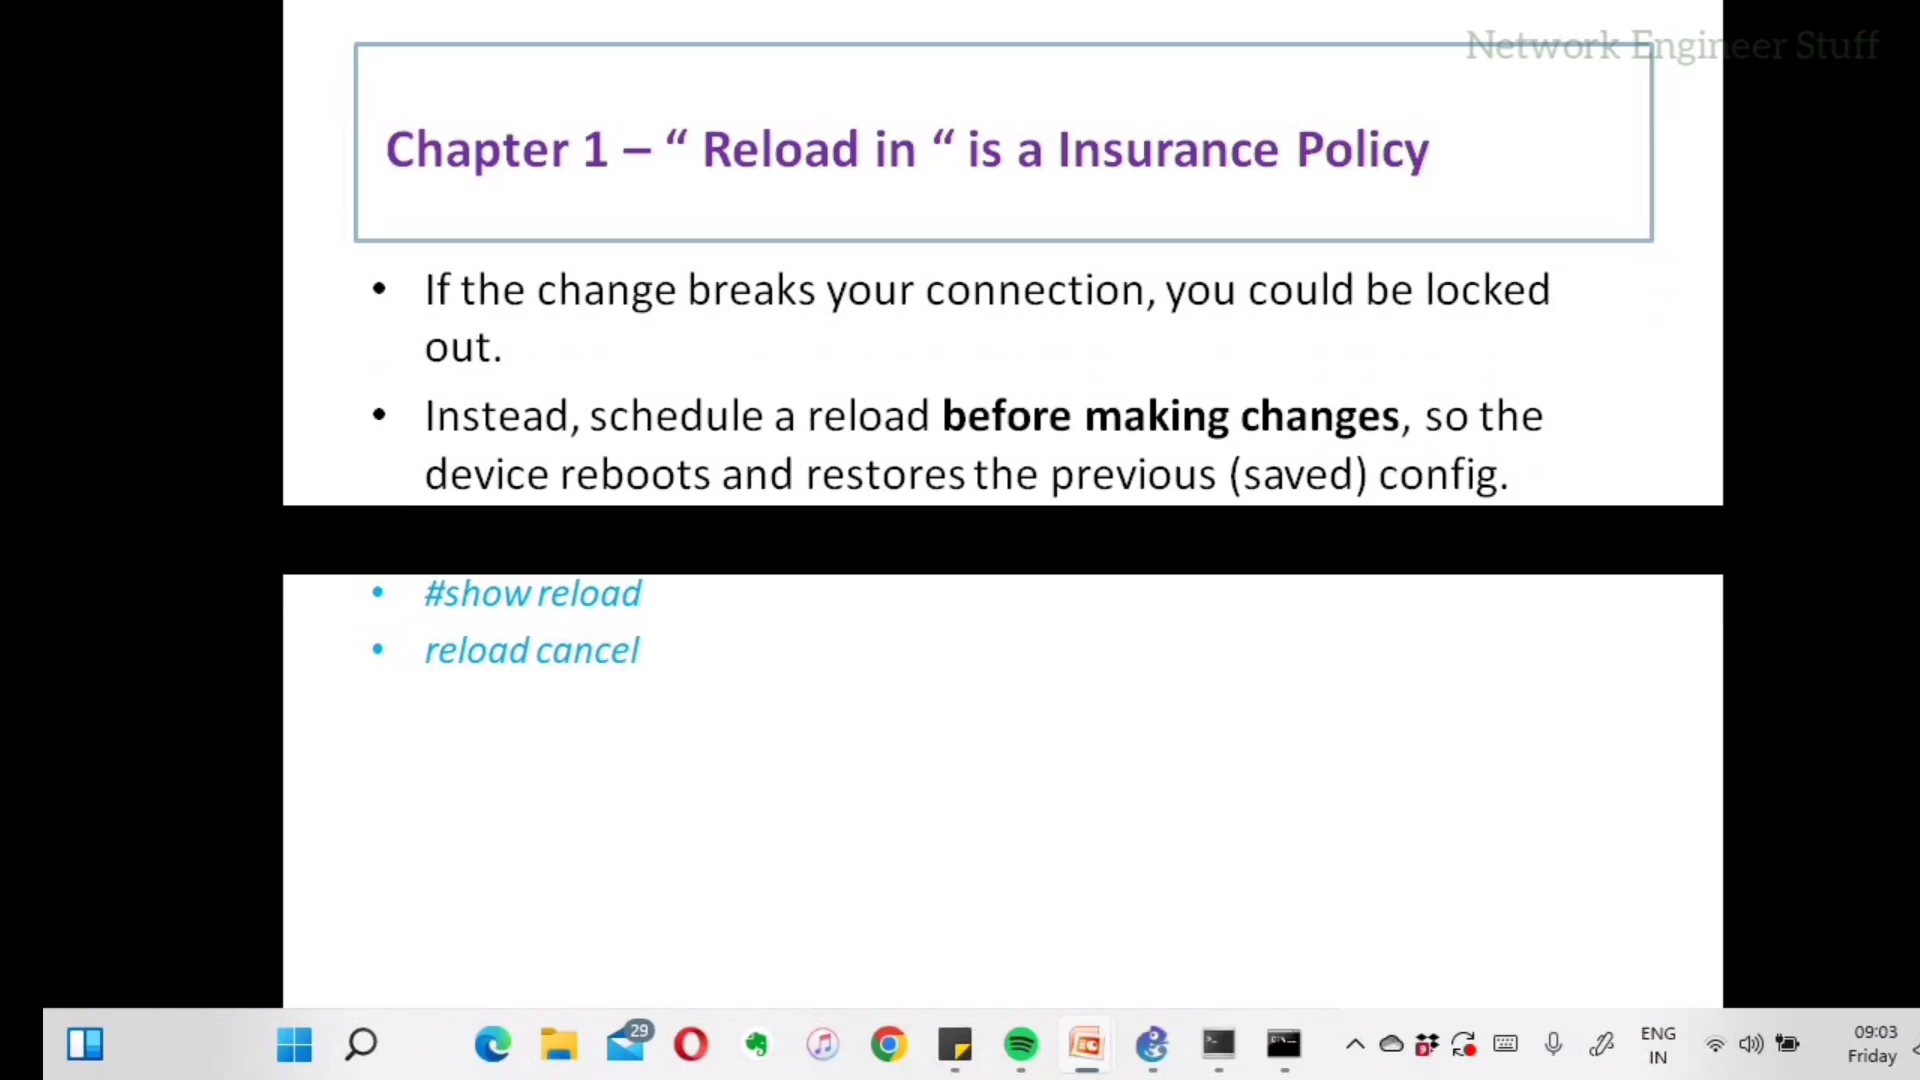 Network Engineer Stuff
Chapter 1 – “ Reload in “ is a Insurance Policy
• If the change breaks your connection, you could be locked
out.
• Instead, schedule a reload before making changes, so the
device reboots and restores the previous (saved) config.
• #show reload
• reload cancel
29
ENG
IN
09:03
Friday